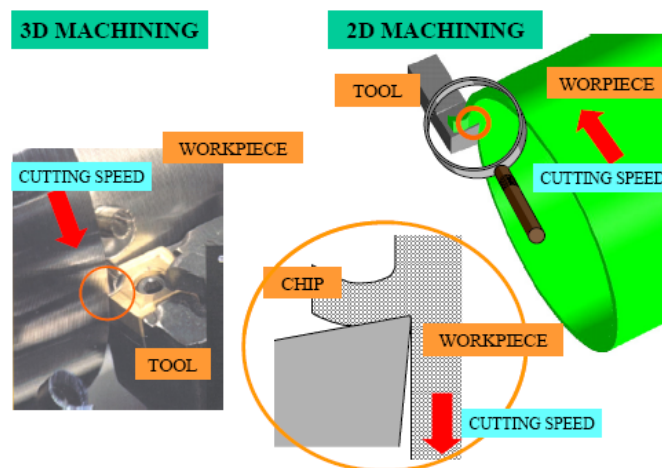 3D MACHINING
2D MACHINING
TOOL
WORPIECE
WORKPIECE
CUTTING SPEED
CUTTING SPEED
CHIP
WORKPIECE
TOOL
CUTTING SPEED